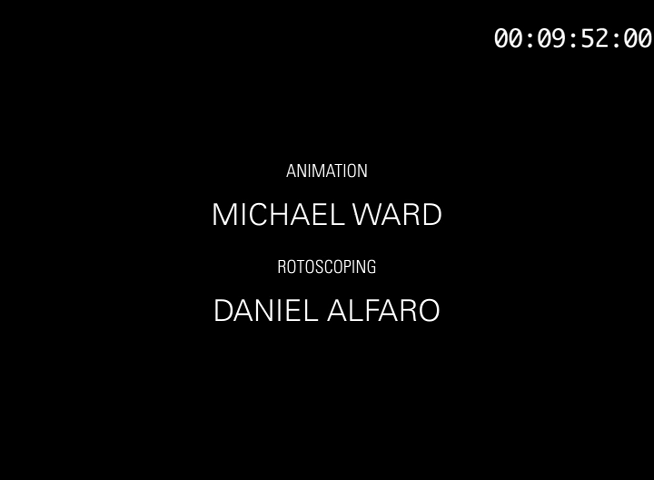 00:09:52:00
ANIMATION
MICHAEL WARD
ROTOSCOPING
DANIEL ALFARO